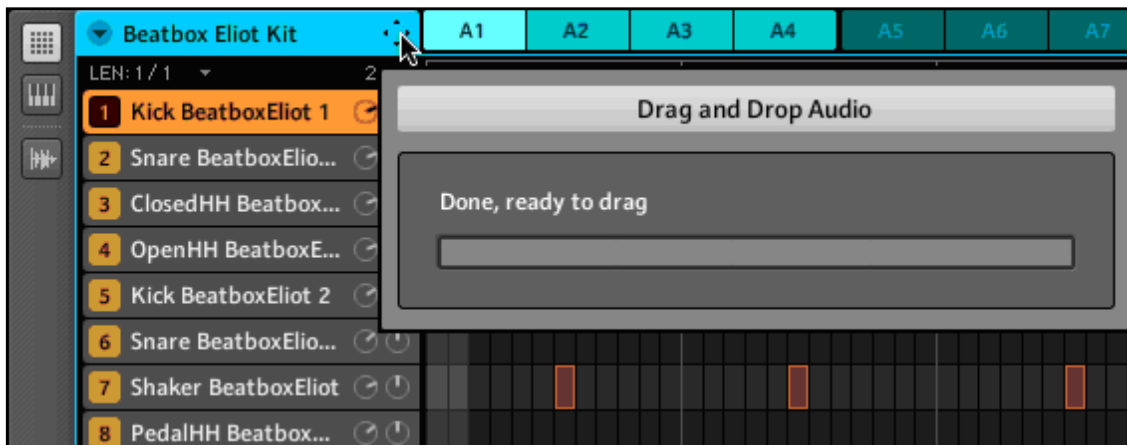 Beatbox Eliot Kit
A1 A2 A3 A4 A5 A6 A7
LEN: 1 / 1 2
Drag and Drop Audio
1 Kick BeatboxEliot 1
2 Snare BeatboxElio...
3 ClosedHH Beatbox...
Done, ready to drag
4 OpenHH BeatboxE...
5 Kick BeatboxEliot 2
6 Snare BeatboxElio...
7 Shaker BeatboxEliot
8 PedalHH Beatbox...